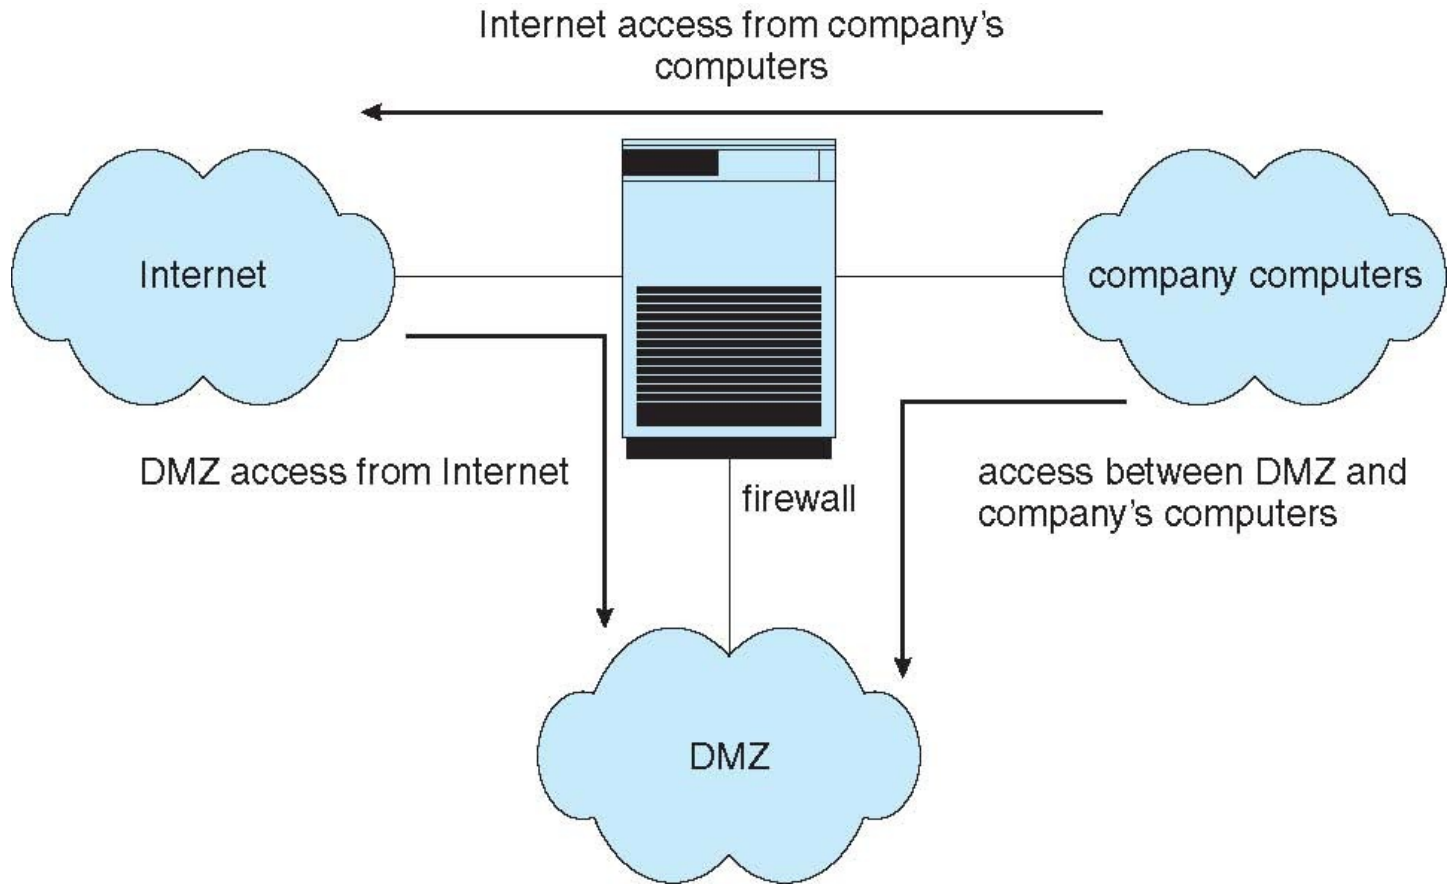 Internet access from company’s
computers
Internet
company computers
DMZ access from Internet
firewall
access between DMZ and
company’s computers
DMZ